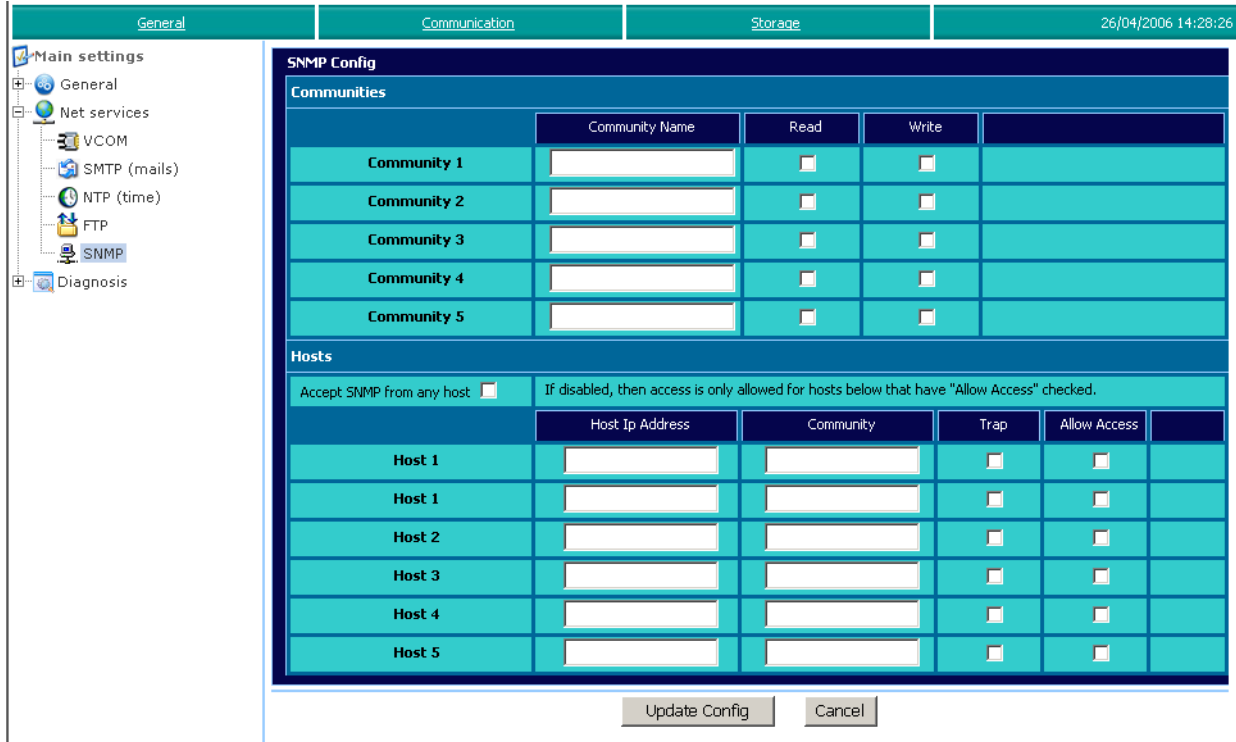 General Communication Storage 26/04/2006 14:28:26
Main settings
General
Net services
VCOM
SMTP (mails)
NTP (time)
FTP
SNMP
Diagnosis
SNMP Config
Communities
Community Name Read Write
Community 1
Community 2
Community 3
Community 4
Community 5
Hosts
Accept SNMP from any host If disabled, then access is only allowed for hosts below that have "Allow Access" checked.
Host Ip Address Community Trap Allow Access
Host 1
Host 1
Host 2
Host 3
Host 4
Host 5
Update Config Cancel